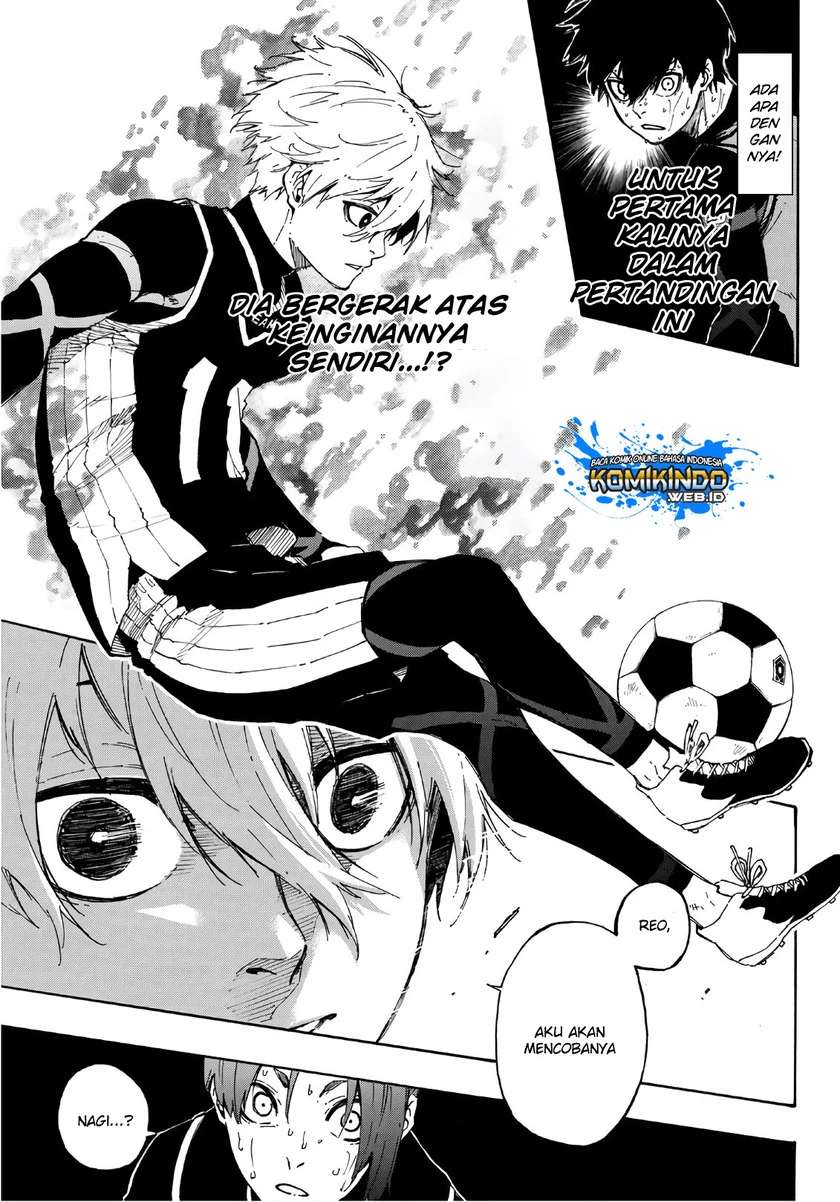 ADA
APA
DEN
GAN
NYA!
UNTUK
PERTAMA
KALINYA
DALAM
PERTANDINGAN
INI
DIA BERGERAK ATAS
KEINGINANNYA
SENDIRI...!?
BACA KOMIK ONLINE BAHASA INDONESIA
KOMIKINDO
.WEB.ID
11
REO,
AKU AKAN
MENCOBANYA
NAGI...?